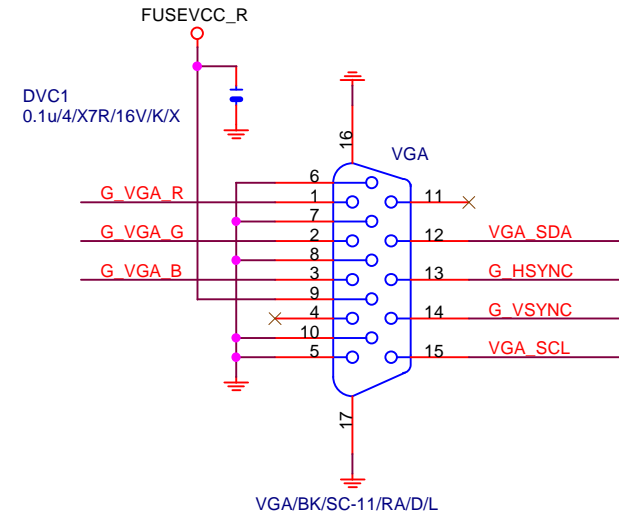 FUSEVCC_R
DVC1
0.1u/4/X7R/16V/K/X
16
VGA
6
G_VGA_R
1
11
7
G_VGA_G
2
12
VGA_SDA
8
G_VGA_B
3
13
G_HSYNC
9
4
14
G_VSYNC
10
5
15
VGA_SCL
17
VGA/BK/SC-11/RA/D/L